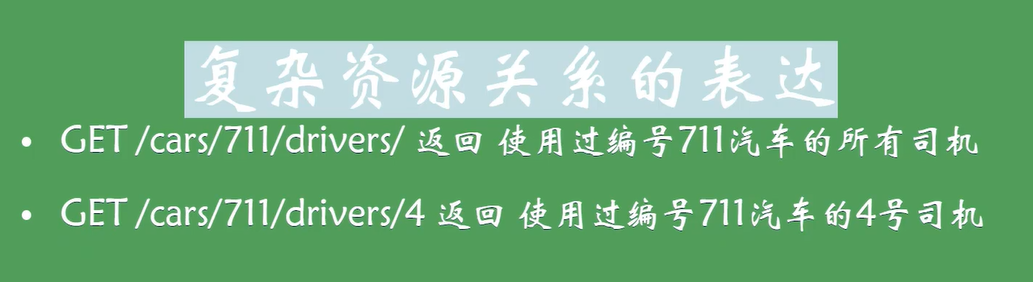 复杂资源关系的表达
• GET /cars/711/drivers/ 返回 使用过编号711汽车的所有司机
• GET /cars/711/drivers/4 返回 使用过编号711汽车的4号司机